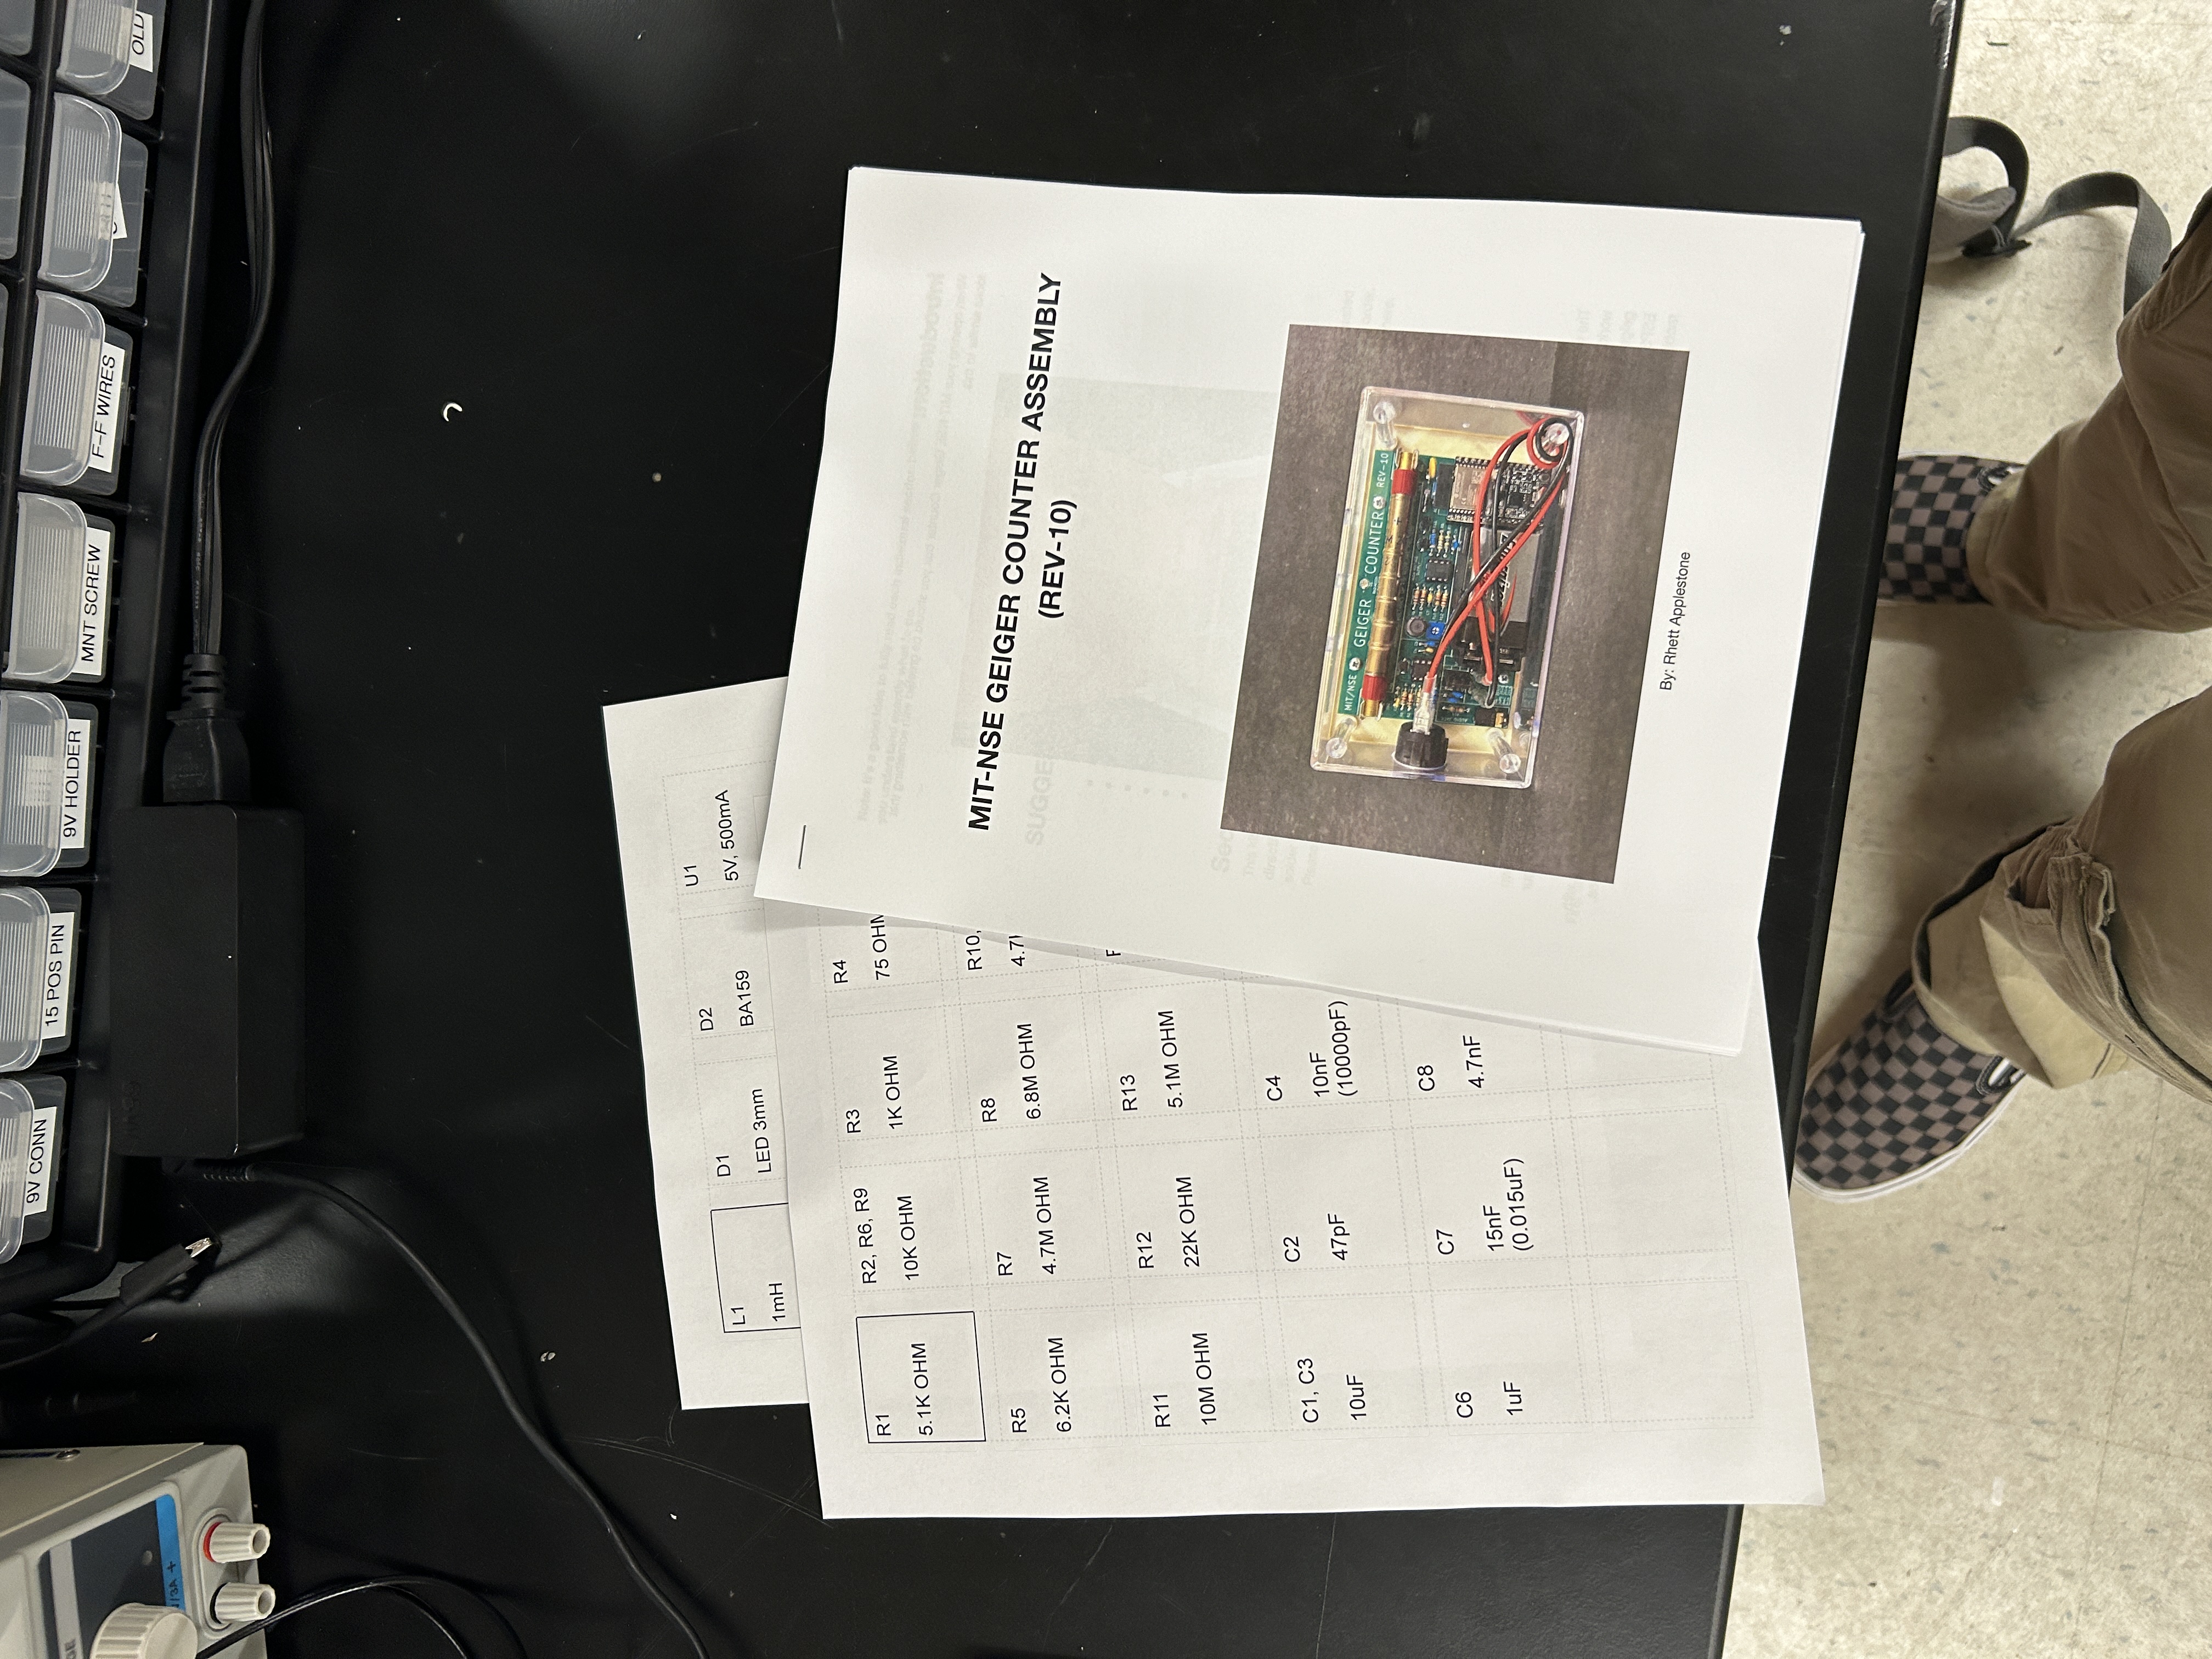 9V CONN
15 POS PIN
9V HOLDER
MNT SCREW
F-F WIRES
OLD
/3A +
L1
1mH
D1
LED 3mm
D2
BA159
U1
5V, 500mA
R1
5.1K OHM
R2, R6, R9
10K OHM
R3
1K OHM
R4
75 OHM
R5
6.2K OHM
R7
4.7M OHM
R8
6.8M OHM
R10,
4.7
R11
10M OHM
R12
22K OHM
R13
5.1M OHM
C1, C3
10uF
C2
47pF
C4
10nF
(10000pF)
C6
1uF
C7
15nF
(0.015uF)
C8
4.7nF
MIT-NSE GEIGER COUNTER ASSEMBLY
(REV-10)
MIT/NSE GEIGER COUNTER REV-10
By: Rhett Applestone